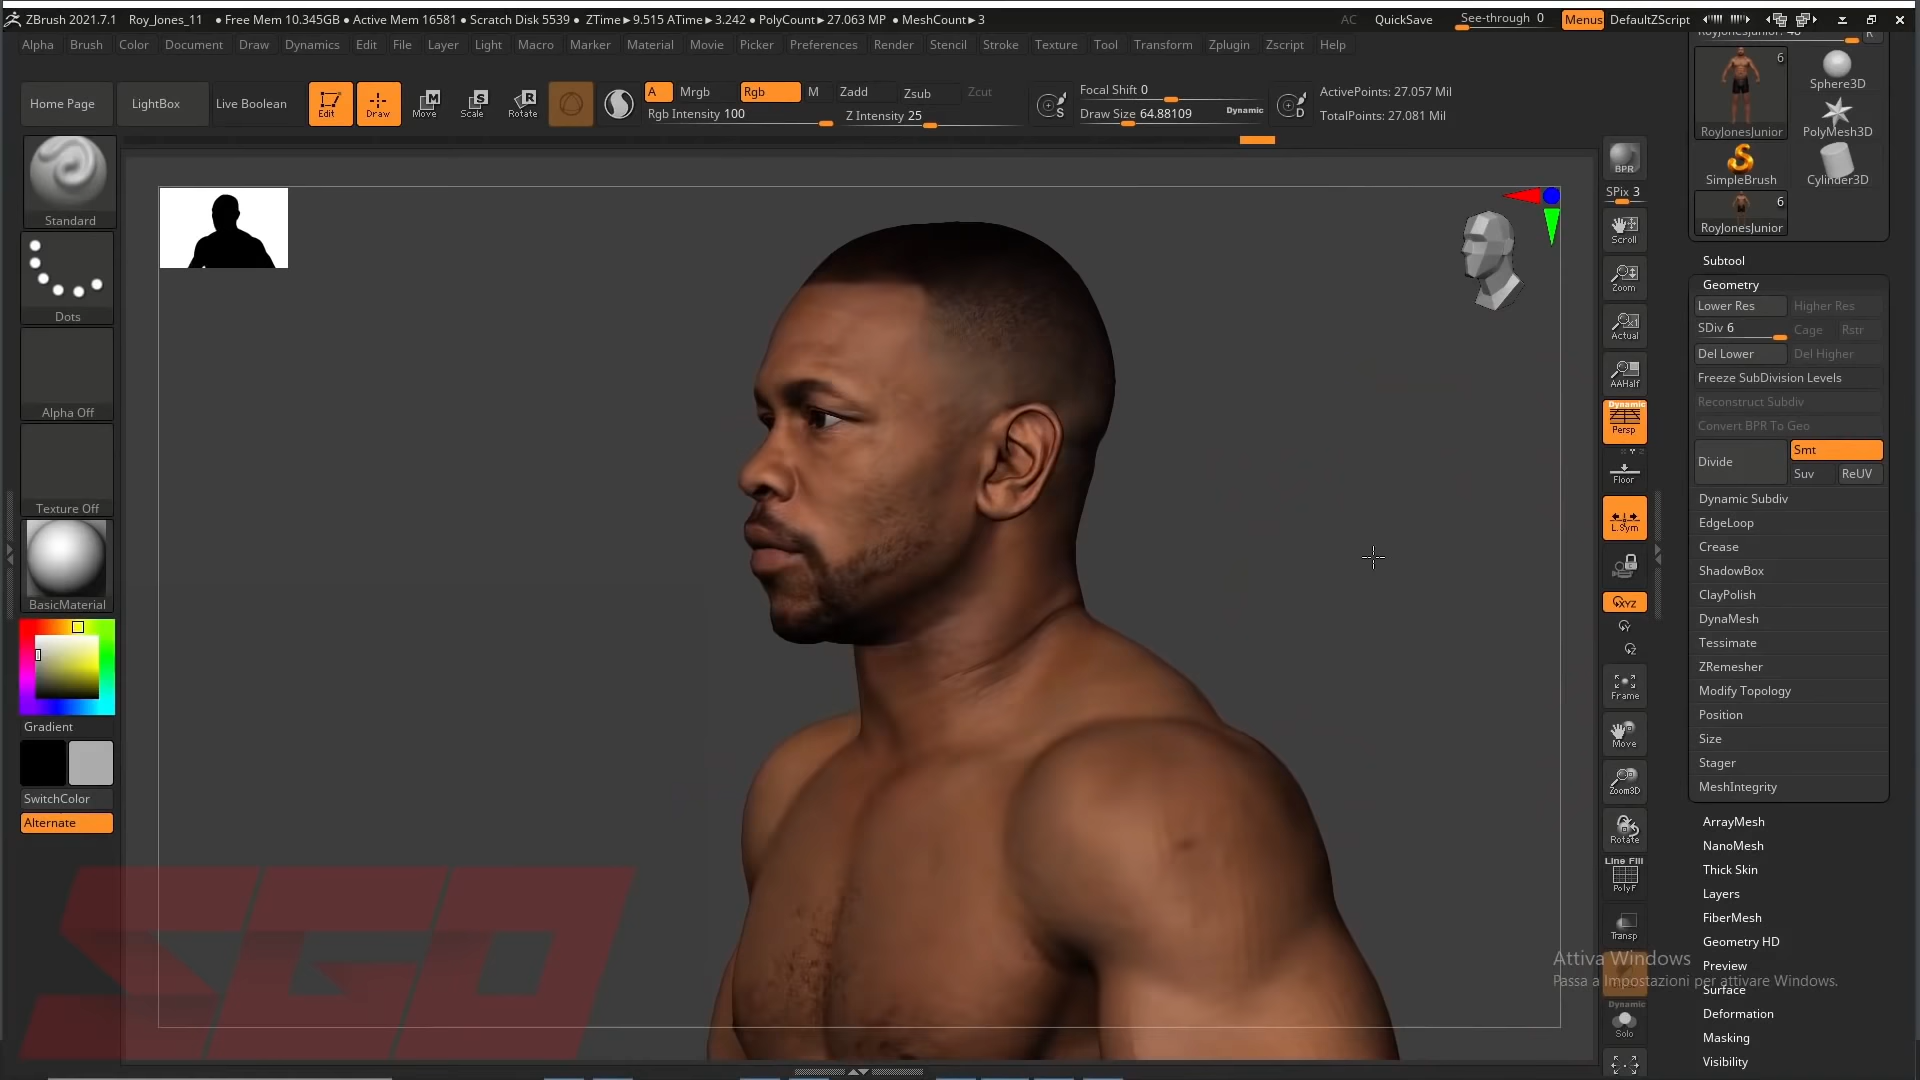 ZBrush 2021.7.1 Roy_Jones_11 ● Free Mem 10.345GB ● Active Mem 16581 ● Scratch Disk 5539 ● ZTime►9.515 ATime►3.242 ● PolyCount►27.063 MP ● MeshCount►3 AC QuickSave See-through 0 Menus DefaultZScript
Alpha Brush Color Document Draw Dynamics Edit File Layer Light Macro Marker Material Movie Picker Preferences Render Stencil Stroke Texture Tool Transform Zplugin Zscript Help
Home Page LightBox Live Boolean Edit Draw Move Scale Rotate
A Mrgb Rgb M Zadd Zsub Zcut
Rgb Intensity 100 Z Intensity 25
S
Focal Shift 0
Draw Size 64.88109 Dynamic
D
ActivePoints: 27.057 Mil
TotalPoints: 27.081 Mil
Standard
Dots
Alpha Off
Texture Off
BasicMaterial
Gradient
SwitchColor
Alternate
SGO
BPR
SPix 3
Scroll
Zoom
Actual
AAHalf
Dynamic
Persp
Floor
L.Sym
XYZ
Y
Z
Frame
Move
Zoom3D
Rotate
Line Fill
PolyF
Transp
Dynamic
Solo
RoyJonesJunior. 48 R
6
Sphere3D
RoyJonesJunior PolyMesh3D
SimpleBrush Cylinder3D
6
RoyJonesJunior
Subtool
Geometry
Lower Res Higher Res
SDiv 6 Cage Rstr
Del Lower Del Higher
Freeze SubDivision Levels
Reconstruct Subdiv
Convert BPR To Geo
Divide Smt
Suv ReUV
Dynamic Subdiv
EdgeLoop
Crease
ShadowBox
ClayPolish
DynaMesh
Tessimate
ZRemesher
Modify Topology
Position
Size
Stager
MeshIntegrity
ArrayMesh
NanoMesh
Thick Skin
Layers
FiberMesh
Geometry HD
Preview
Surface
Deformation
Masking
Visibility
Attiva Windows
Passa a Impostazioni per attivare Windows.